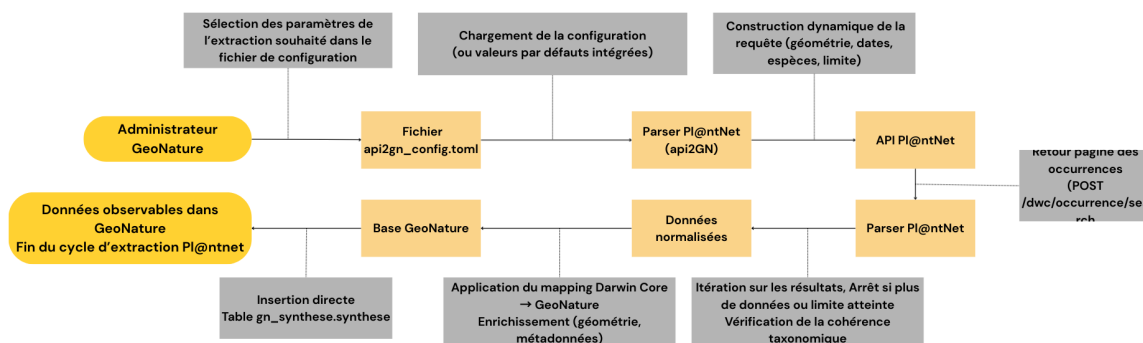 Sélection des paramètres de
l'extraction souhaité dans le
fichier de configuration
Chargement de la configuration
(ou valeurs par défauts intégrées)
Construction dynamique de la
requête (géométrie, dates,
espèces, limite)
Administrateur
GeoNature
Fichier
api2gn_config.toml
Parser Pl@ntNet
(api2GN)
API Pl@ntNet
Retour paginé des
occurrences
(POST
/dwc/occurrence/sea
rch
Données observables dans
GeoNature
Fin du cycle d'extraction Pl@ntnet
Base GeoNature
Données
normalisées
Parser Pl@ntNet
Insertion directe
Table gn_synthese.synthese
Application du mapping Darwin Core
→ GeoNature
Enrichissement (géométrie,
métadonnées)
Itération sur les résultats, Arrêt si plus
de données ou limite atteinte
Vérification de la cohérence
taxonomique